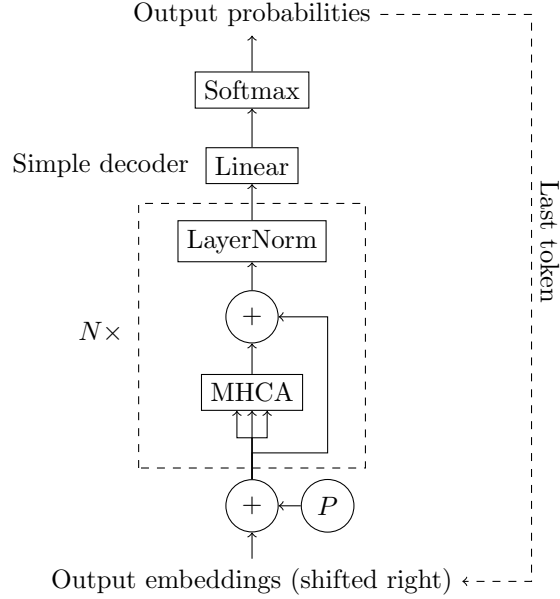 Output probabilities
Softmax
Simple decoder
Linear
LayerNorm
Last token
+
N×
MHCA
+
P
Output embeddings (shifted right)